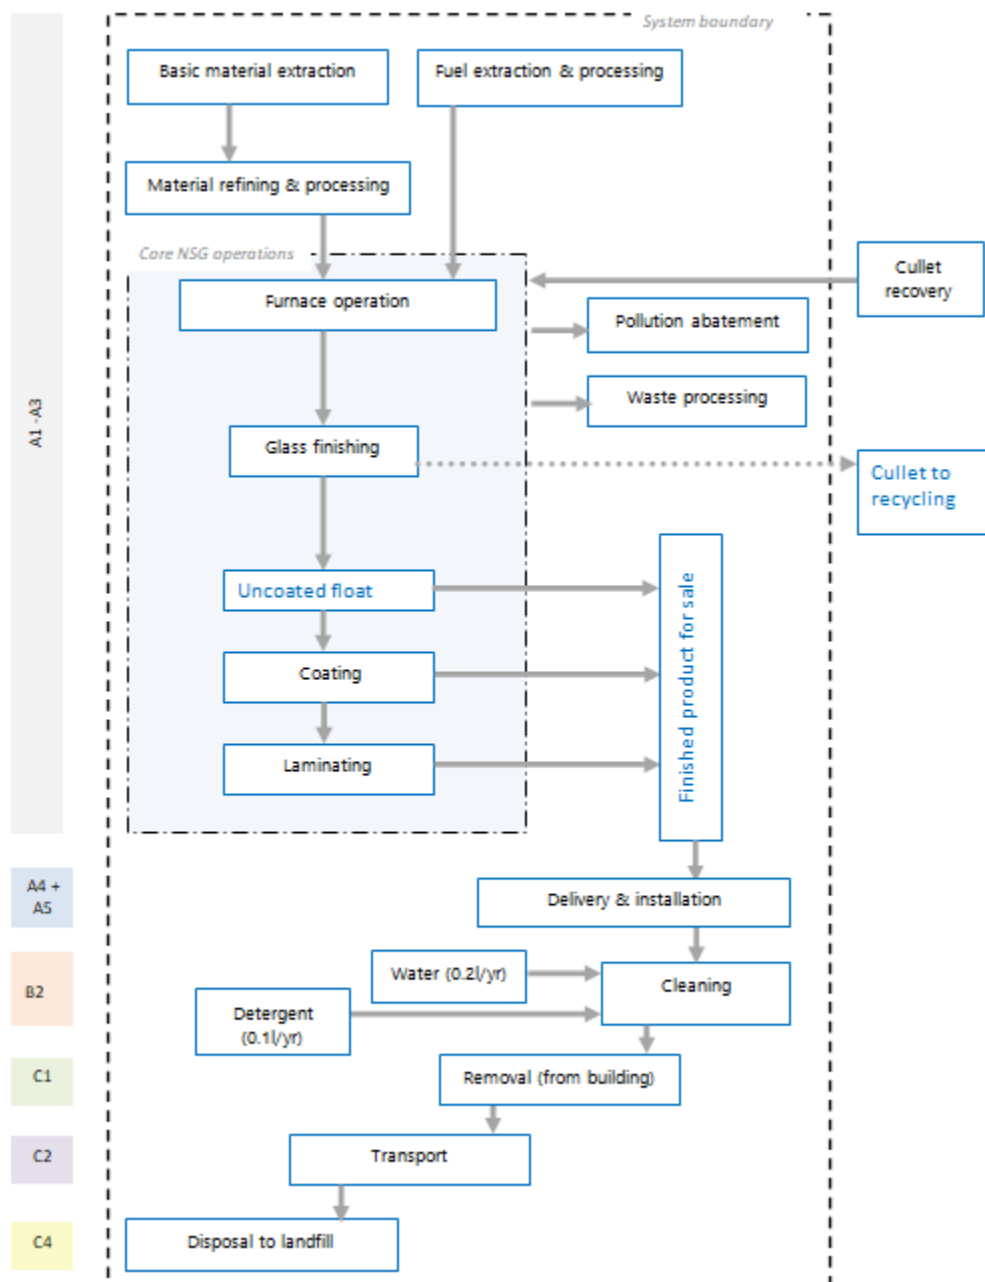 System boundary
Basic material extraction
Fuel extraction & processing
Material refining & processing
Core NSG operations
Cullet
recovery
Furnace operation
Pollution abatement
Waste processing
A1 -A3
Glass finishing
Cullet to
recycling
Uncoated float
Coating
Laminating
Finished product for sale
A4 +
A5
Delivery & installation
B2
Water (0.2l/yr)
Cleaning
Detergent
(0.1l/yr)
C1
Removal (from building)
C2
Transport
C4
Disposal to landfill